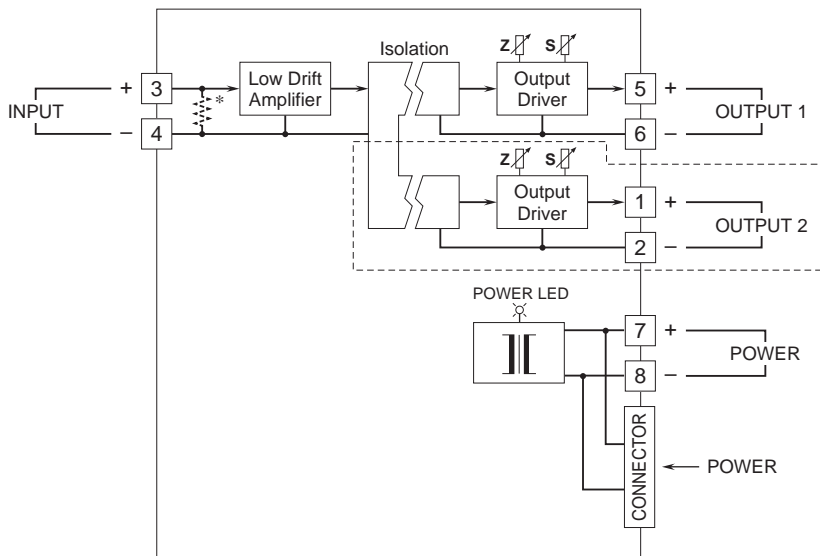 Isolation
Z S
+ 3
*
Low Drift
Amplifier
Output
Driver
5 +
INPUT
OUTPUT 1
– 4
6 –
Z S
Output
Driver
1 +
OUTPUT 2
2 –
POWER LED
7 +
POWER
8 –
CONNECTOR
POWER